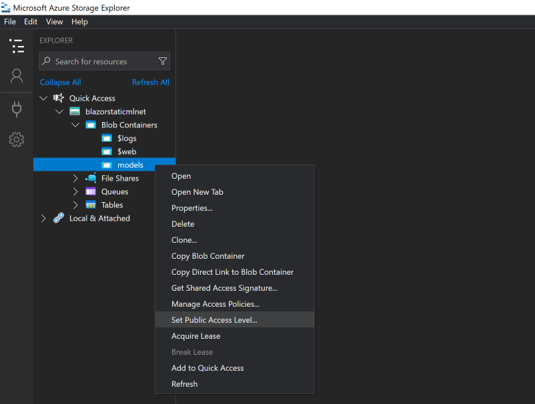 Microsoft Azure Storage Explorer
File Edit View Help
EXPLORER
Search for resources
Collapse All Refresh All
Quick Access
blazorstaticmlnet
Blob Containers
$logs
$web
models
File Shares
Queues
Tables
Local & Attached
Open
Open New Tab
Properties...
Delete
Clone...
Copy Blob Container
Copy Direct Link to Blob Container
Get Shared Access Signature...
Manage Access Policies...
Set Public Access Level...
Acquire Lease
Break Lease
Add to Quick Access
Refresh